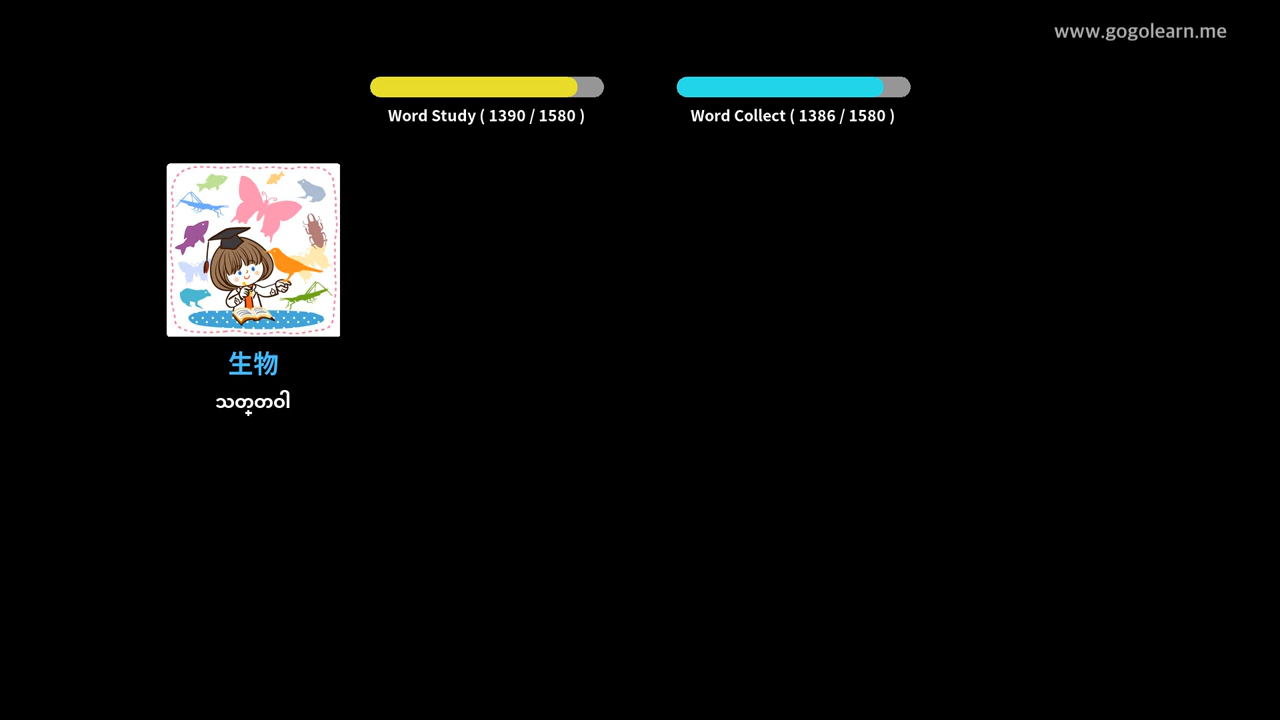 www.gogolearn.me
Word Study ( 1390 / 1580 )
Word Collect ( 1386 / 1580 )
生物
သတ္တဝါ